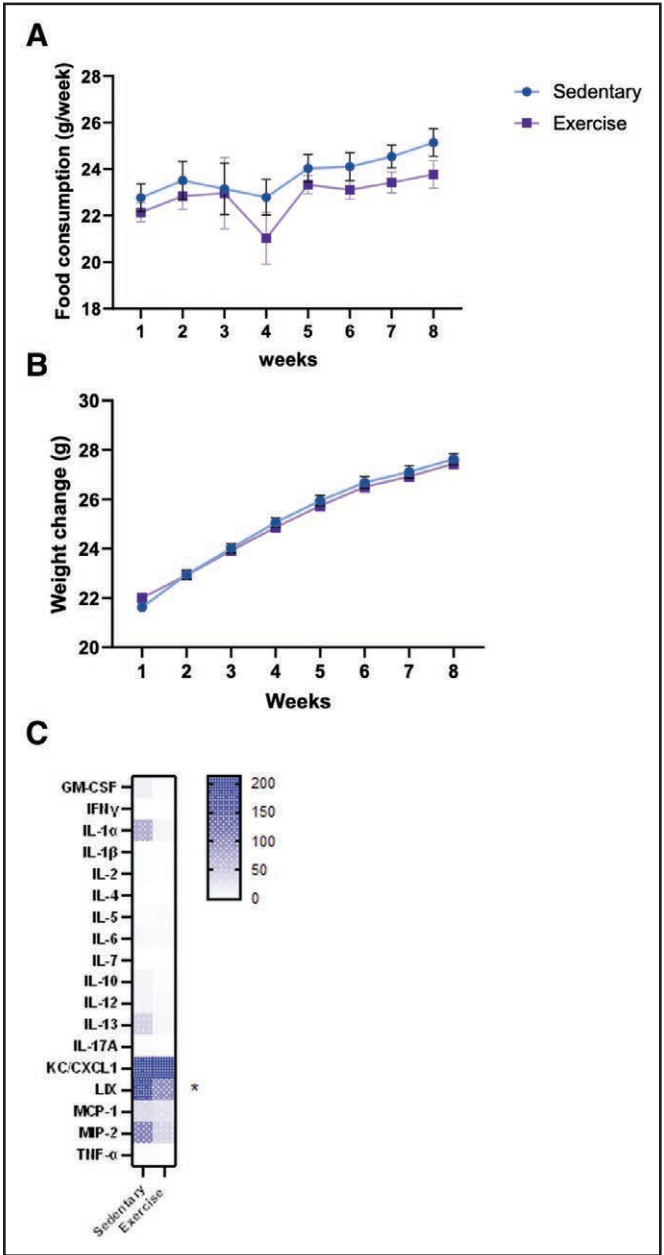 A
Food consumption (g/week)
28
26
24
22
20
18
1 2 3 4 5 6 7 8
weeks
Sedentary
Exercise
B
Weight change (g)
30
28
26
24
22
20
1 2 3 4 5 6 7 8
Weeks
C
GM-CSF
IFNγ
IL-1α
IL-1β
IL-2
IL-4
IL-5
IL-6
IL-7
IL-10
IL-12
IL-13
IL-17A
KC/CXCL1
LIX
MCP-1
MIP-2
TNF-α
*
200
150
100
50
0
Sedentary
Exercise